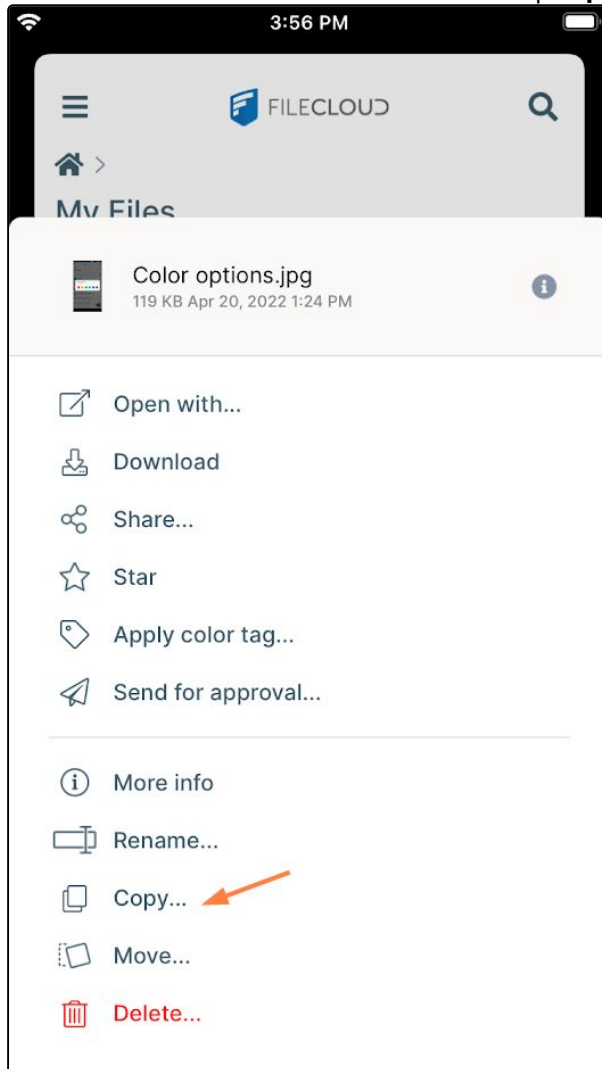 3:56 PM
FILECLOUD
My Files
Color options.jpg
119 KB Apr 20, 2022 1:24 PM
Open with...
Download
Share...
Star
Apply color tag...
Send for approval...
More info
Rename...
Copy...
Move...
Delete...